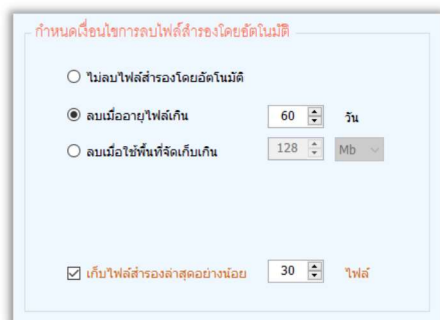 กำหนดเงื่อนไขการลบไฟล์สำรองโดยอัตโนมัติ
ไม่ลบไฟล์สำรองโดยอัตโนมัติ
ลบเมื่ออายุไฟล์เกิน 60 วัน
ลบเมื่อใช้พื้นที่จัดเก็บเกิน 128 Mb
เก็บไฟล์สำรองล่าสุดอย่างน้อย 30 ไฟล์